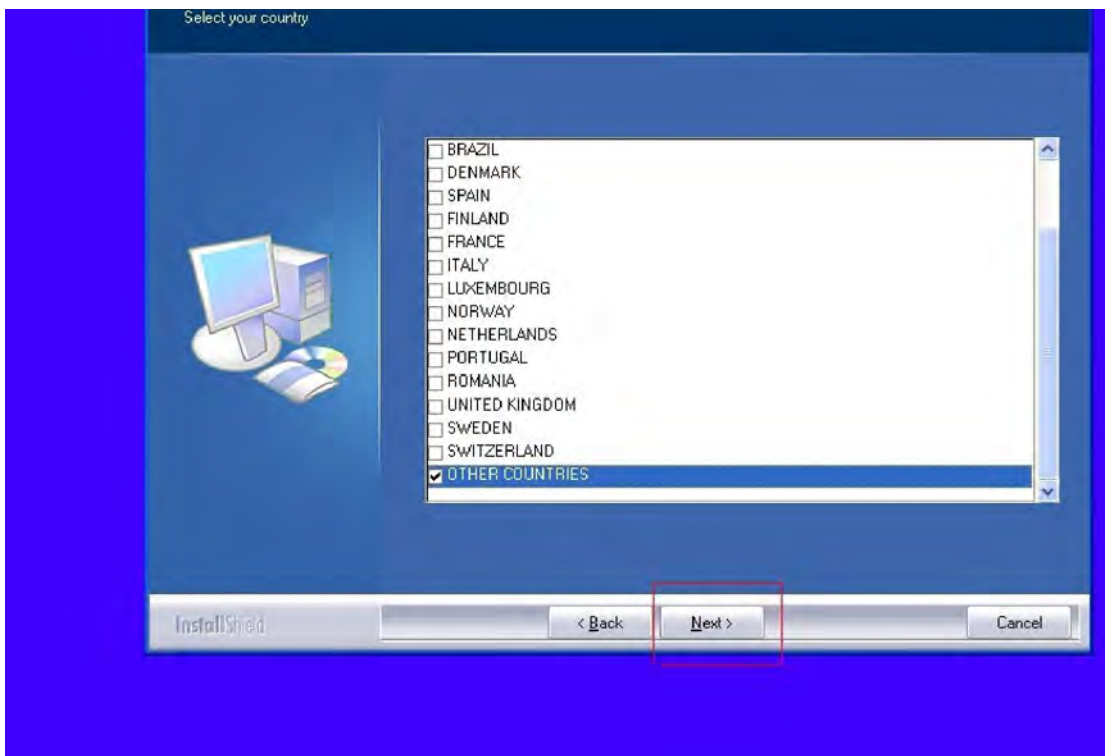 Select your country
BRAZIL
DENMARK
SPAIN
FINLAND
FRANCE
ITALY
LUXEMBOURG
NORWAY
NETHERLANDS
PORTUGAL
ROMANIA
UNITED KINGDOM
SWEDEN
SWITZERLAND
OTHER COUNTRIES
InstallShield
< Back
Next >
Cancel